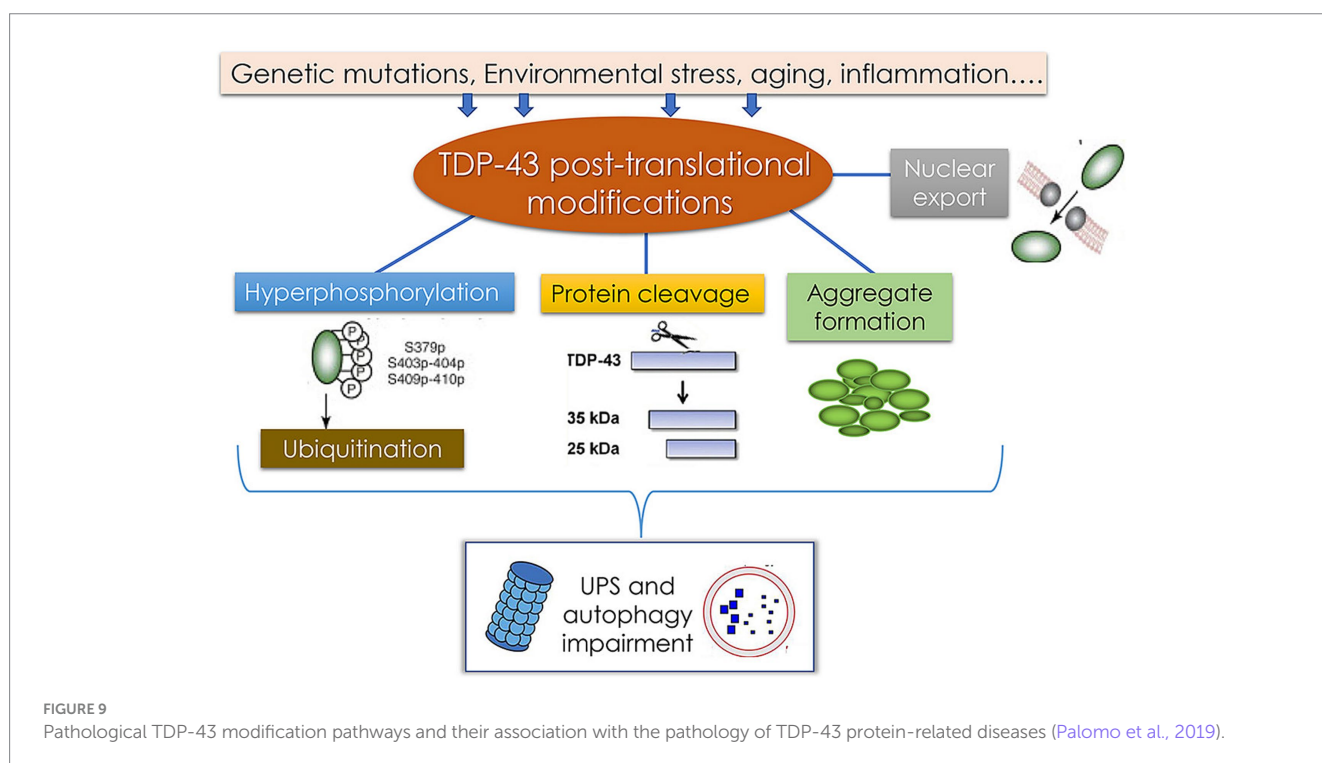 Genetic mutations, Environmental stress, aging, inflammation....
TDP-43 post-translational
modifications
Nuclear
export
Hyperphosphorylation
Protein cleavage
Aggregate
formation
P
P
P
P
P
S379p
S403p-404p
S409p-410p
TDP-43
35 kDa
25 kDa
Ubiquitination
UPS and
autophagy
impairment
FIGURE 9
Pathological TDP-43 modification pathways and their association with the pathology of TDP-43 protein-related diseases (Palomo et al., 2019).